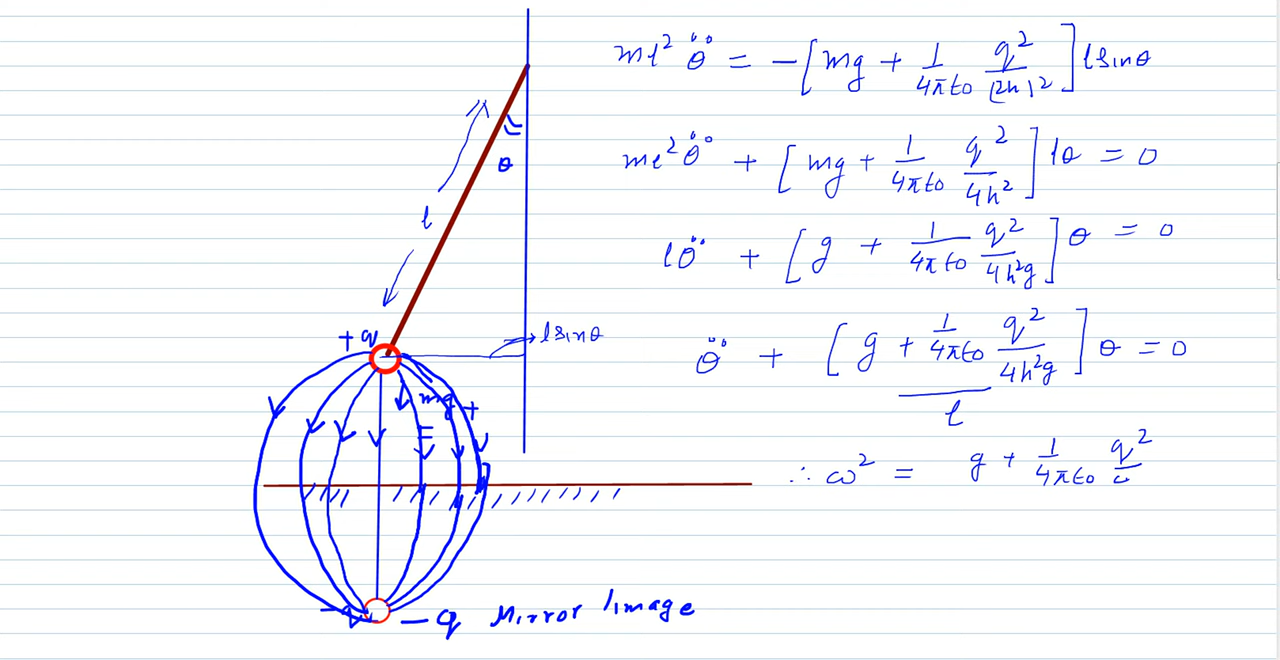 ml² θ̈ = -[mg + 1/4πε0 q²/(2h)²] l sinθ
ml² θ̈ + [mg + 1/4πε0 q²/4h²] lθ = 0
l θ̈ + [g + 1/4πε0 q²/4h²g] θ = 0
θ̈ + [g + 1/4πε0 q²/4h²g]/l θ = 0
∴ ω² = g + 1/4πε0 q²/
θ
l
+q
l sinθ
mg +
F
-q
-q Mirror Image